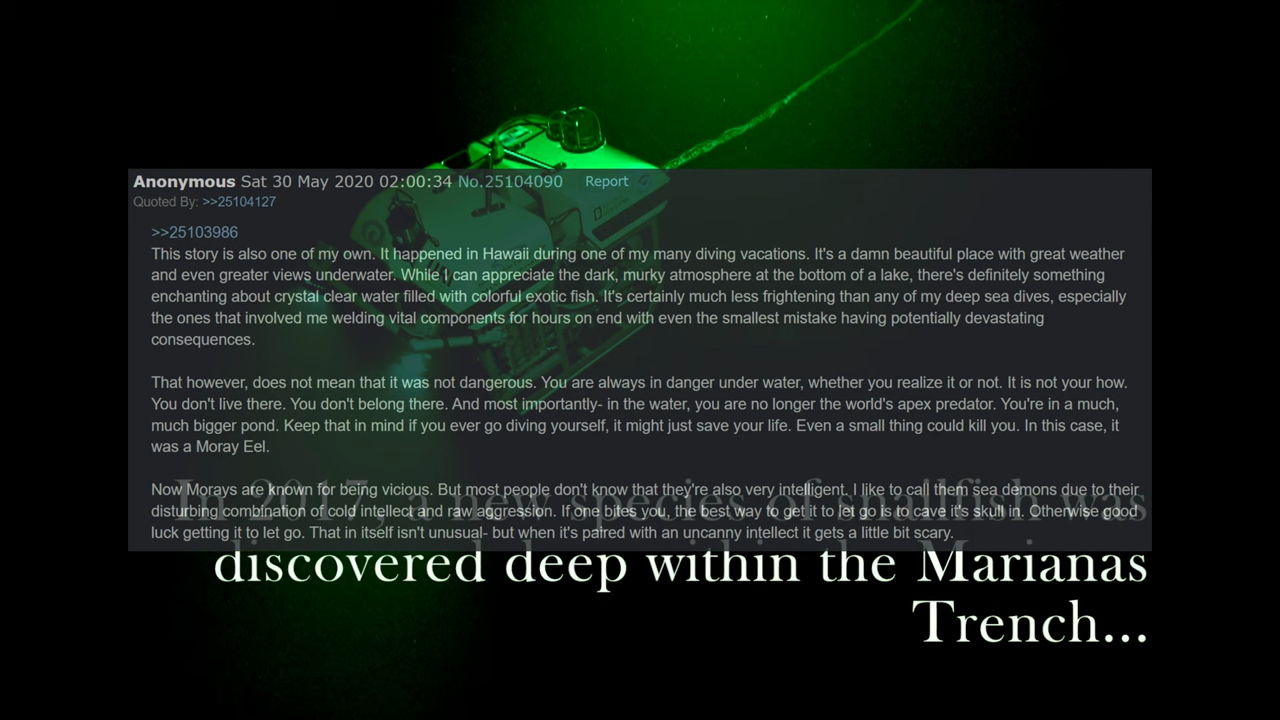 Anonymous Sat 30 May 2020 02:00:34 No.25104090 Report
Quoted By: >>25104127
>>25103986
This story is also one of my own. It happened in Hawaii during one of my many diving vacations. It's a damn beautiful place with great weather
and even greater views underwater. While I can appreciate the dark, murky atmosphere at the bottom of a lake, there's definitely something
enchanting about crystal clear water filled with colorful exotic fish. It's certainly much less frightening than any of my deep sea dives, especially
the ones that involved me welding vital components for hours on end with even the smallest mistake having potentially devastating
consequences.
That however, does not mean that it was not dangerous. You are always in danger under water, whether you realize it or not. It is not your how.
You don't live there. You don't belong there. And most importantly- in the water, you are no longer the world's apex predator. You're in a much,
much bigger pond. Keep that in mind if you ever go diving yourself, it might just save your life. Even a small thing could kill you. In this case, it
was a Moray Eel.
Now Morays are known for being vicious. But most people don't know that they're also very intelligent. I like to call them sea demons due to their
disturbing combination of cold intellect and raw aggression. If one bites you, the best way to get it to let go is to cave it's skull in. Otherwise good
luck getting it to let go. That in itself isn't unusual- but when it's paired with an uncanny intellect it gets a little bit scary.
In 2017, a new species of snailfish was
discovered deep within the Marianas
Trench...